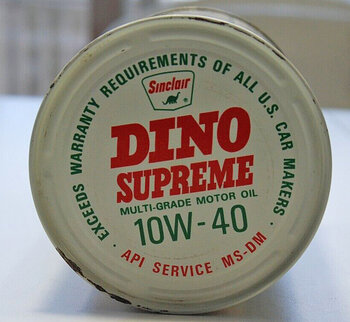 • EXCEEDS WARRANTY REQUIREMENTS OF ALL U.S. CAR MAKERS •
Sinclair
DINO
SUPREME
MULTI-GRADE MOTOR OIL
10W-40
API SERVICE MS-DM